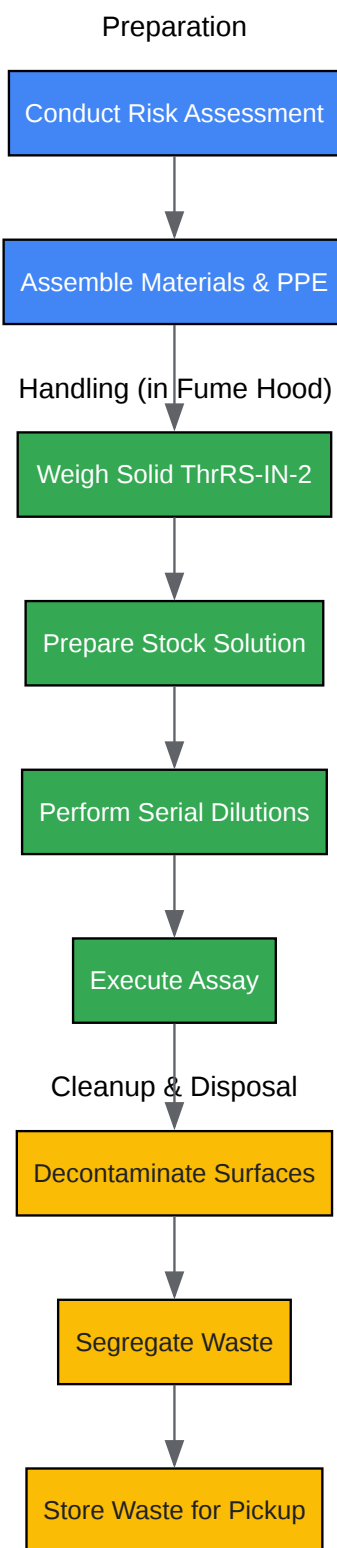 Preparation
Conduct Risk Assessment
Assemble Materials & PPE
Handling (in Fume Hood)
Weigh Solid ThrRS-IN-2
Prepare Stock Solution
Perform Serial Dilutions
Execute Assay
Cleanup & Disposal
Decontaminate Surfaces
Segregate Waste
Store Waste for Pickup